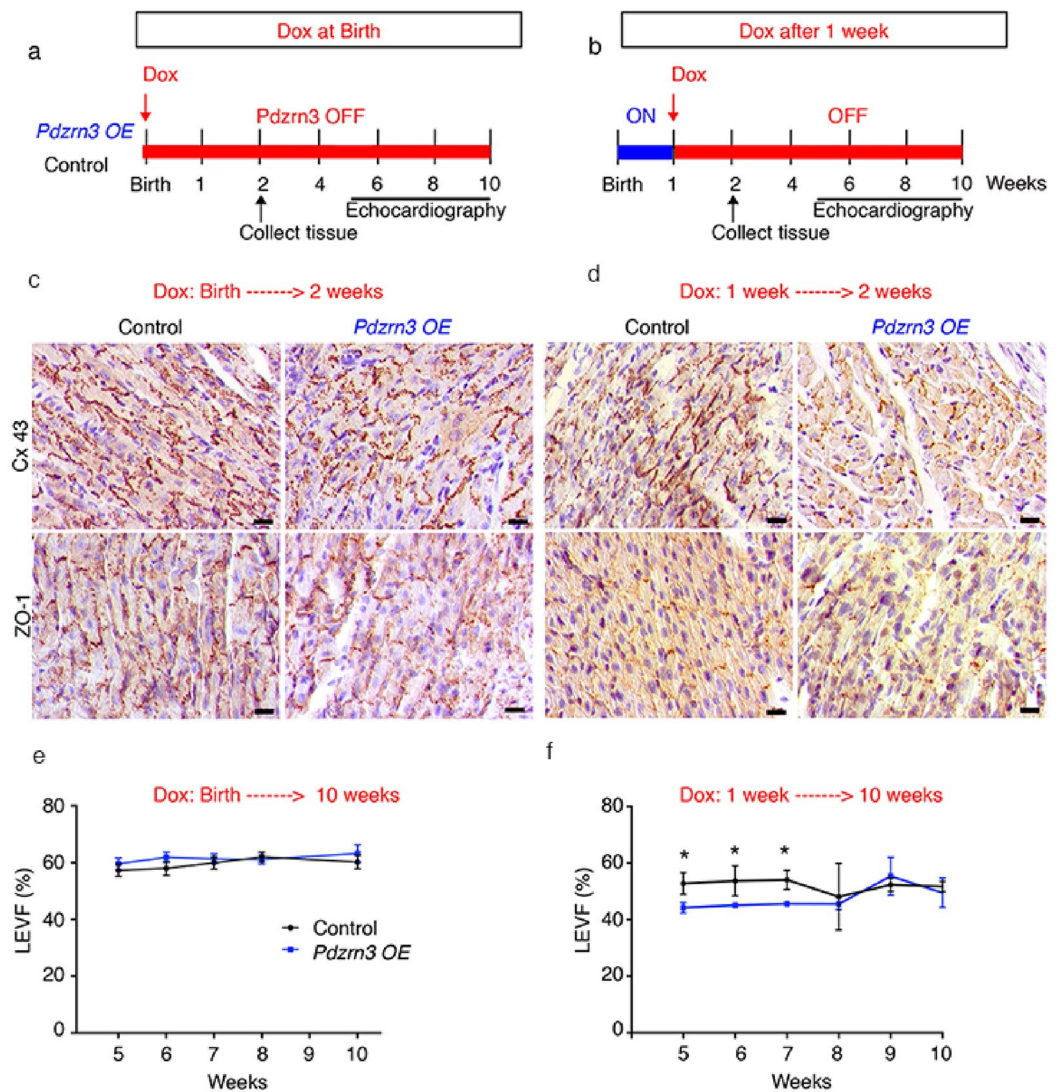 Dox at Birth
a
Dox
Pdzrn3 OFF
Pdzrn3 OE
Control
Birth 1 2 4 6 8 10
Echocardiography
Collect tissue
Dox after 1 week
b
Dox
ON OFF
Birth 1 2 4 6 8 10 Weeks
Echocardiography
Collect tissue
c
Dox: Birth ------> 2 weeks
Control Pdzrn3 OE
d
Dox: 1 week ------> 2 weeks
Control Pdzrn3 OE
Cx 43
ZO-1
e
Dox: Birth ------> 10 weeks
LEVF (%)
80
60
40
20
0
Control
Pdzrn3 OE
5 6 7 8 9 10
Weeks
f
Dox: 1 week ------> 10 weeks
LEVF (%)
80
60
40
20
0
* * *
5 6 7 8 9 10
Weeks